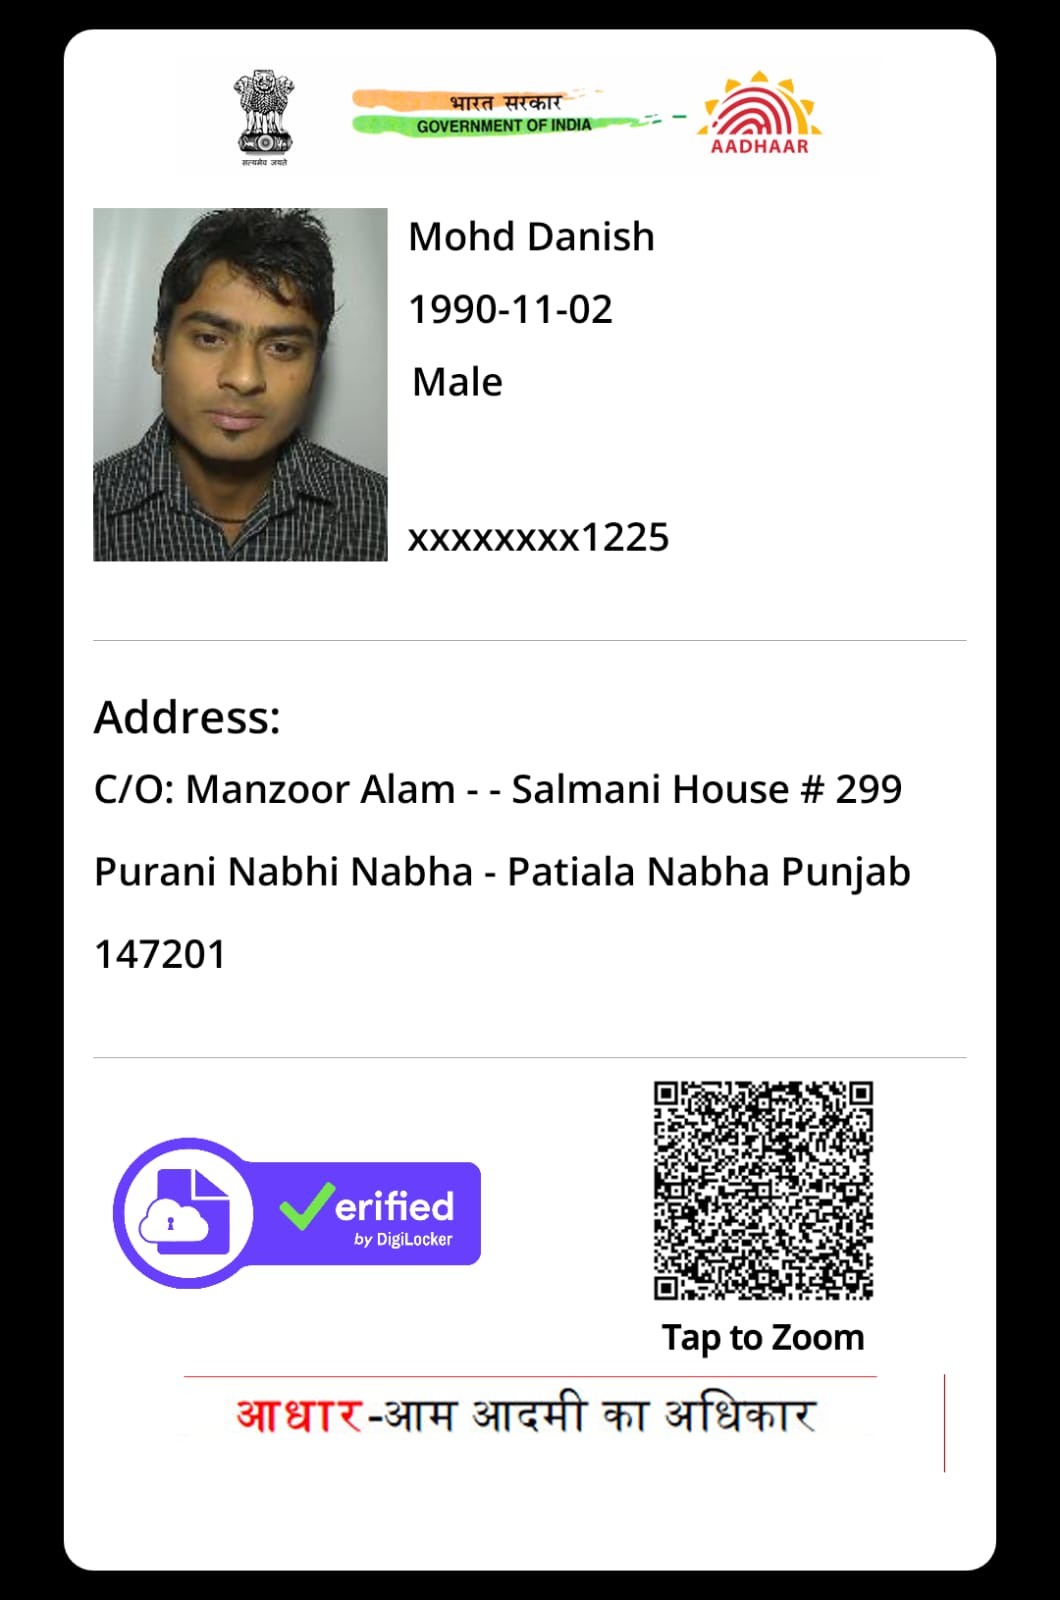 सत्यमेव जयते
भारत सरकार
GOVERNMENT OF INDIA
AADHAAR
Mohd Danish
1990-11-02
Male
xxxxxxxx1225
Address:
C/O: Manzoor Alam - - Salmani House # 299
Purani Nabhi Nabha - Patiala Nabha Punjab
147201
Verified
by DigiLocker
Tap to Zoom
आधार-आम आदमी का अधिकार